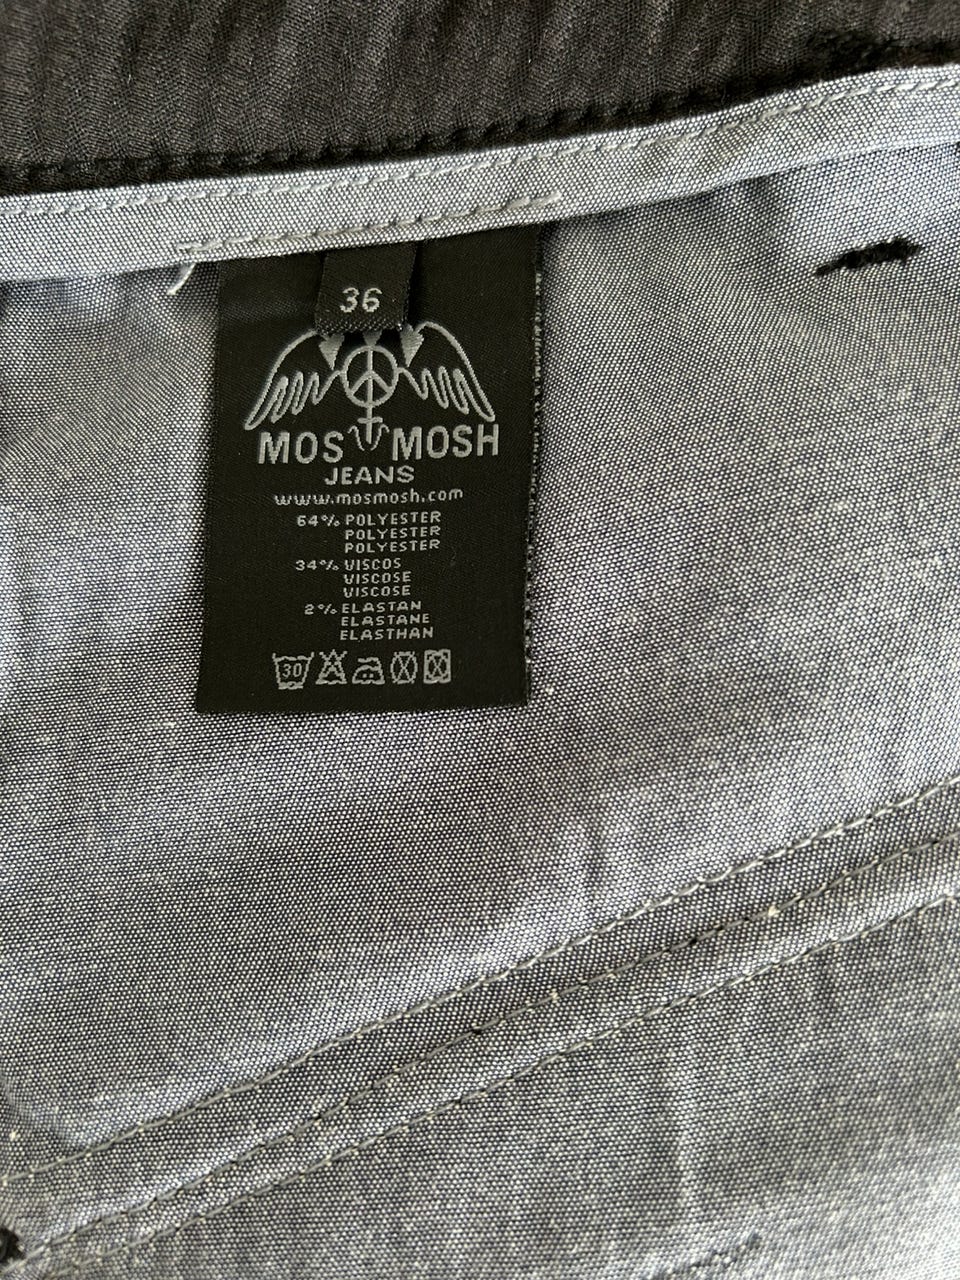 36
MOS MOSH
JEANS
www.mosmosh.com
64% POLYESTER
POLYESTER
POLYESTER
34% VISCOS
VISCOSE
VISCOSE
2% ELASTAN
ELASTANE
ELASTHAN
30